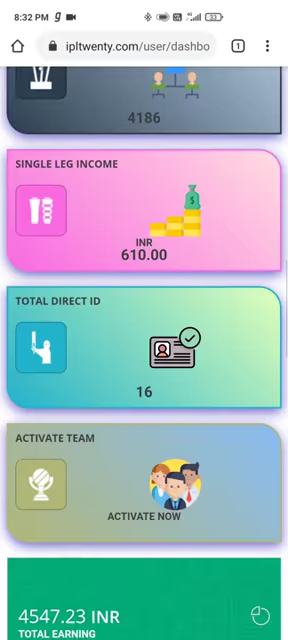 8:32 PM
33
ipltwenty.com/user/dashbo
1
4186
SINGLE LEG INCOME
INR
610.00
TOTAL DIRECT ID
16
ACTIVATE TEAM
ACTIVATE NOW
4547.23 INR
TOTAL EARNING